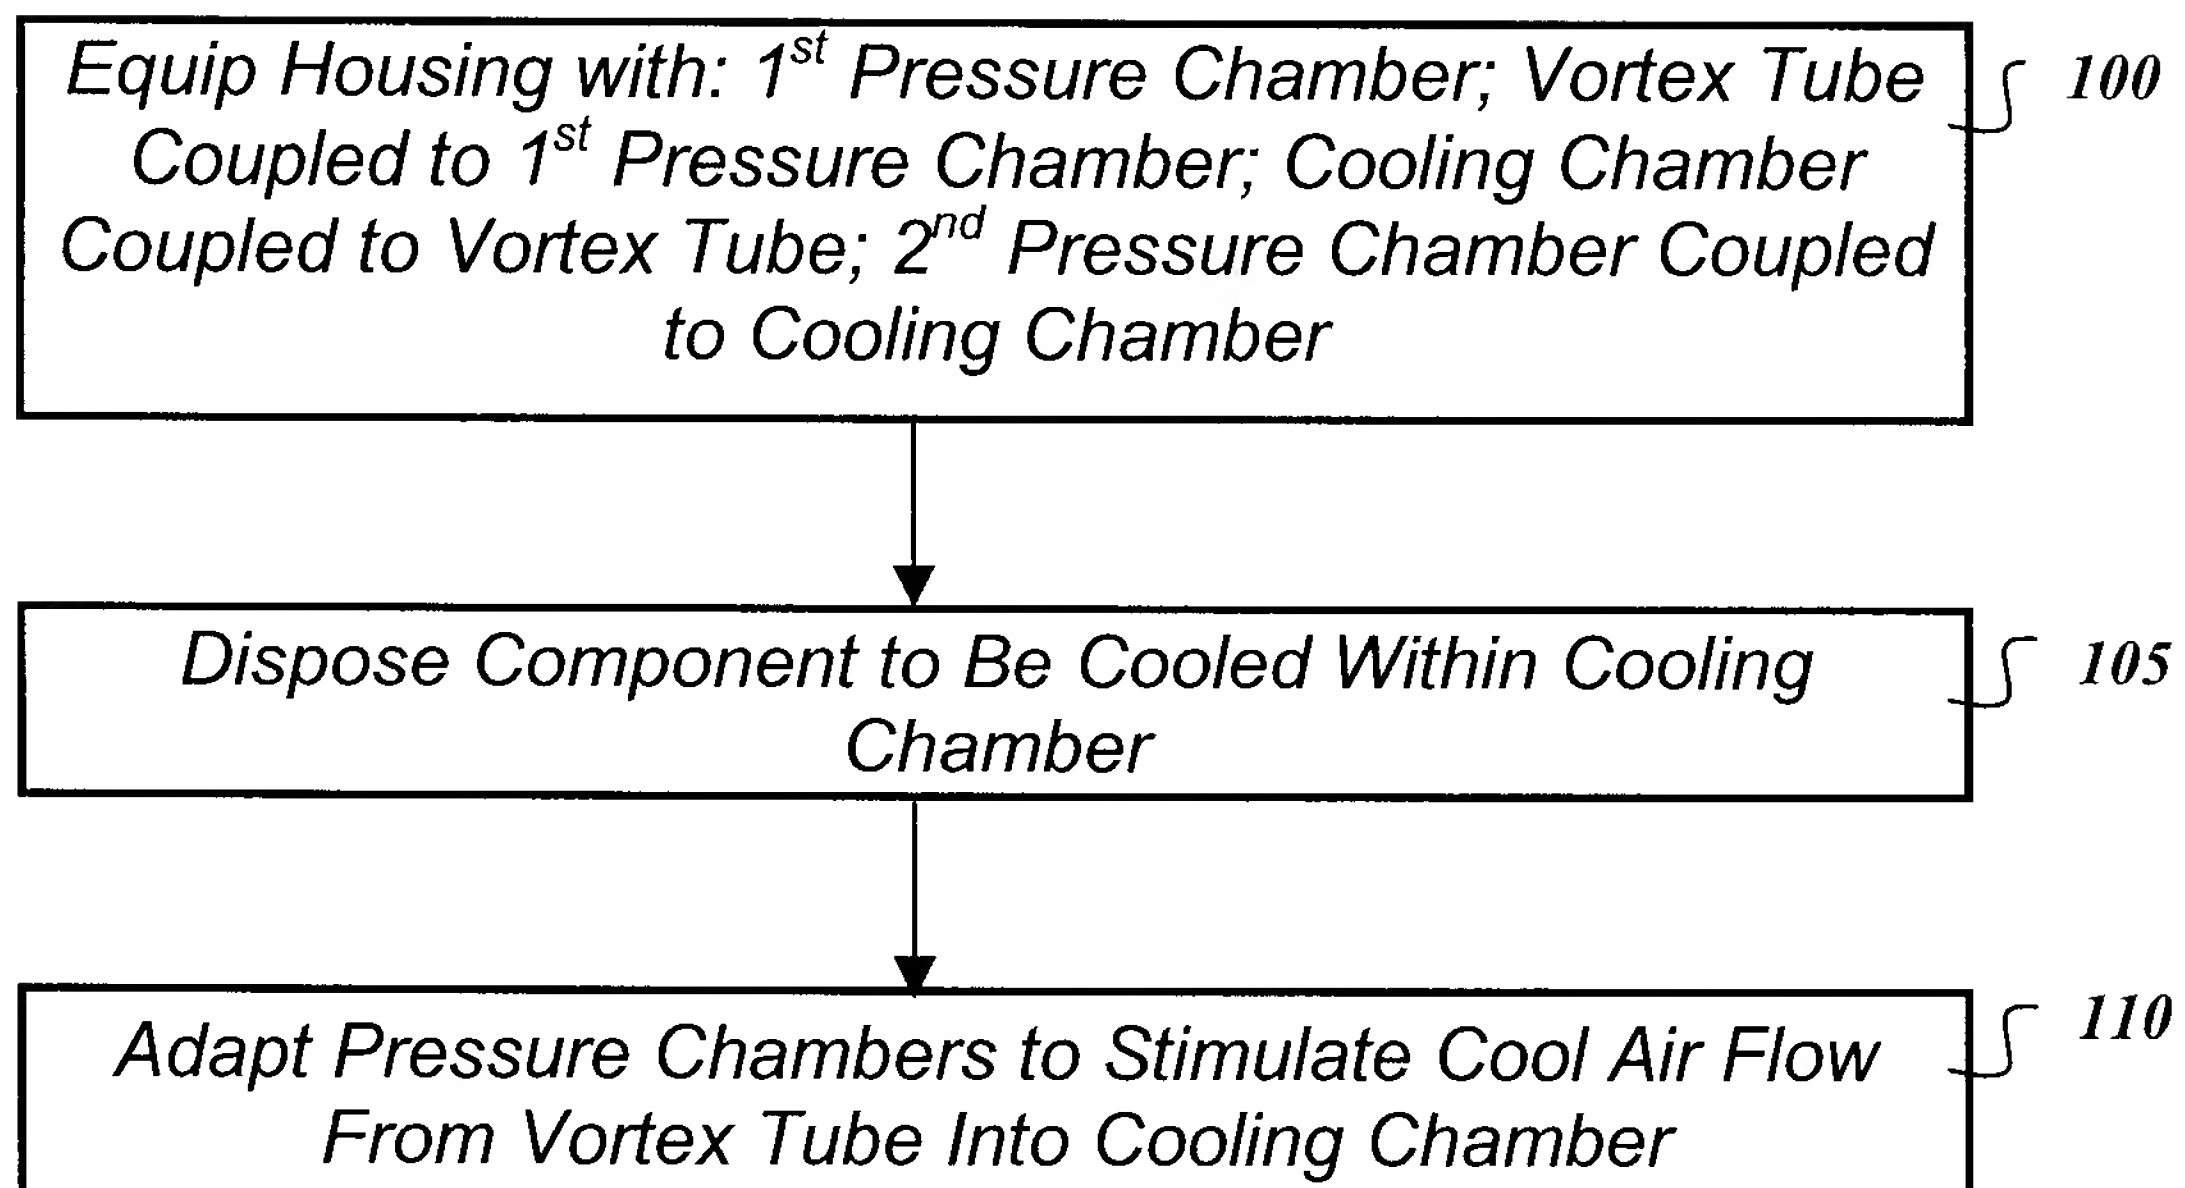 Equip Housing with: 1st Pressure Chamber; Vortex Tube
Coupled to 1st Pressure Chamber; Cooling Chamber
Coupled to Vortex Tube; 2nd Pressure Chamber Coupled
to Cooling Chamber
100
Dispose Component to Be Cooled Within Cooling
Chamber
105
Adapt Pressure Chambers to Stimulate Cool Air Flow
From Vortex Tube Into Cooling Chamber
110